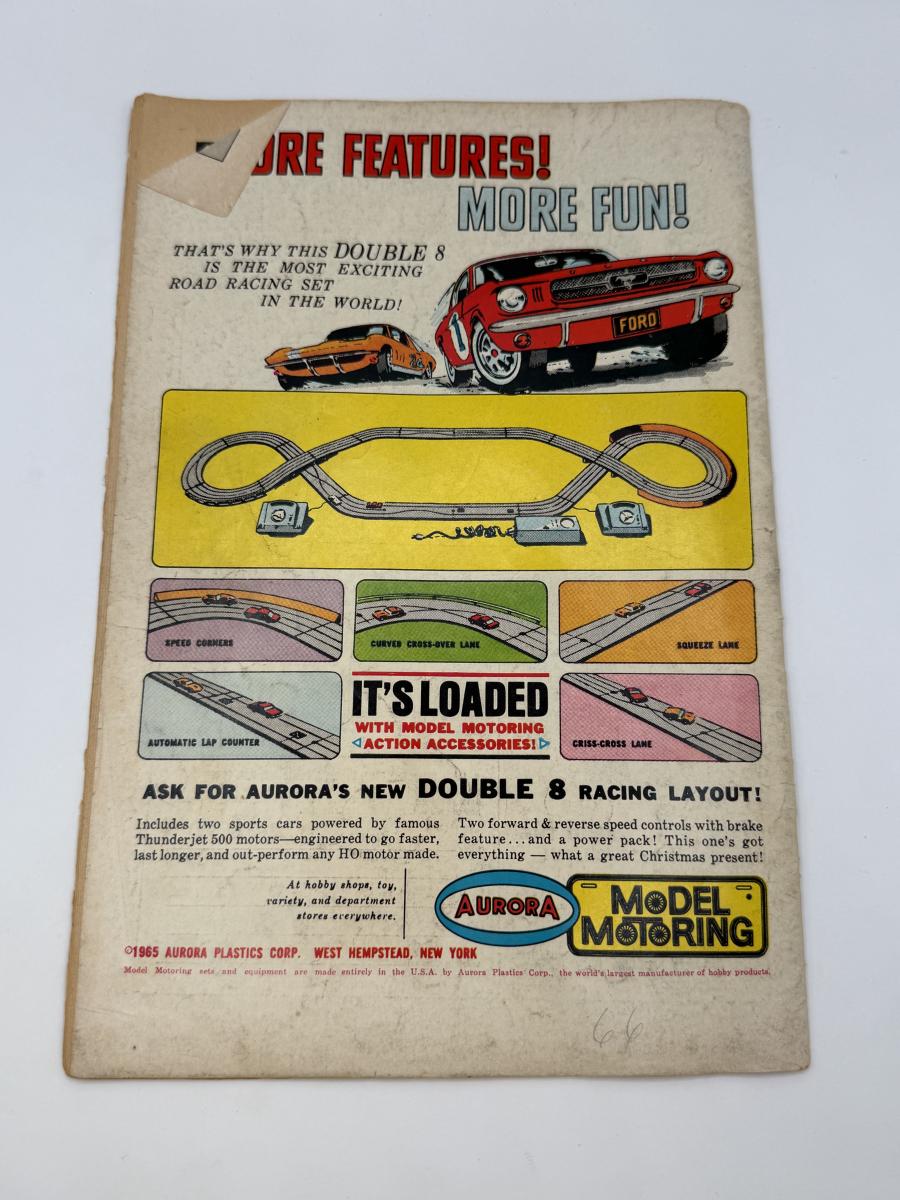 ORE FEATURES!
MORE FUN!
THAT'S WHY THIS DOUBLE 8
IS THE MOST EXCITING
ROAD RACING SET
IN THE WORLD!
1
FORD
SPEED CORNERS
CURVED CROSS-OVER LANE
SQUEEZE LANE
AUTOMATIC LAP COUNTER
IT'S LOADED
WITH MODEL MOTORING
ACTION ACCESSORIES!
CRISS-CROSS LANE
ASK FOR AURORA'S NEW DOUBLE 8 RACING LAYOUT!
Includes two sports cars powered by famous
Thunderjet 500 motors—engineered to go faster,
last longer, and out-perform any HO motor made.
Two forward & reverse speed controls with brake
feature...and a power pack! This one's got
everything — what a great Christmas present!
At hobby shops, toy,
variety, and department
stores everywhere.
AURORA
MODEL
MOTORING
©1965 AURORA PLASTICS CORP. WEST HEMPSTEAD, NEW YORK
Model Motoring sets and equipment are made entirely in the U.S.A. by Aurora Plastics Corp., the world's largest manufacturer of hobby products.
66